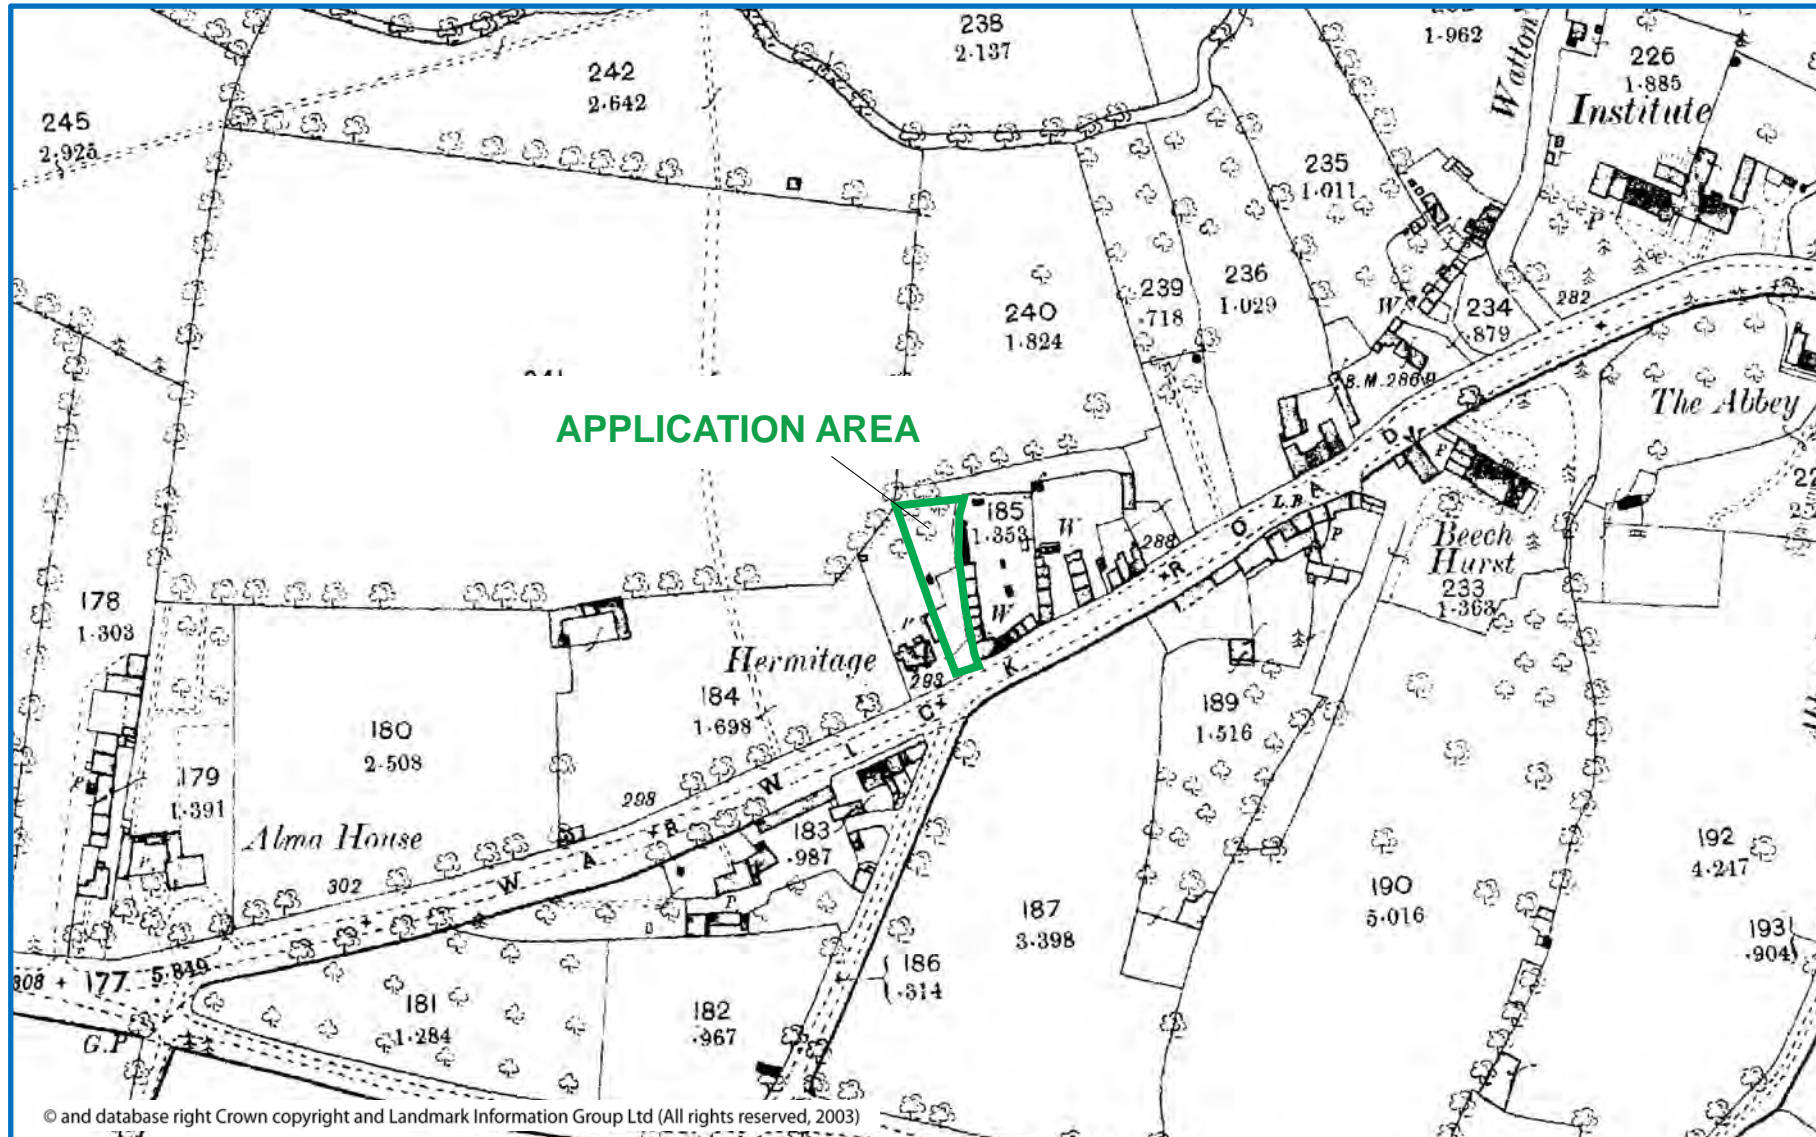 238
2·137
1·962
Watton
226
1·885
Institute
242
2·642
245
2·925
235
1·011
239
·718
236
1·029
240
1·824
W
234
·879
282
B.M. 286·9
The Abbey
APPLICATION AREA
185
1·353
W
W
288
L.B
P
P
Beech
Hurst
233
1·363
178
1·303
Hermitage
P
293
184
1·698
180
2·508
179
1·391
P
P
Alma House
298
302
189
1·516
183
·987
P
192
4·247
190
5·016
187
3·398
193
·904
186
·314
WARWICK ROAD
308
177
5·849
181
1·284
182
·967
G.P
© and database right Crown copyright and Landmark Information Group Ltd (All rights reserved, 2003)